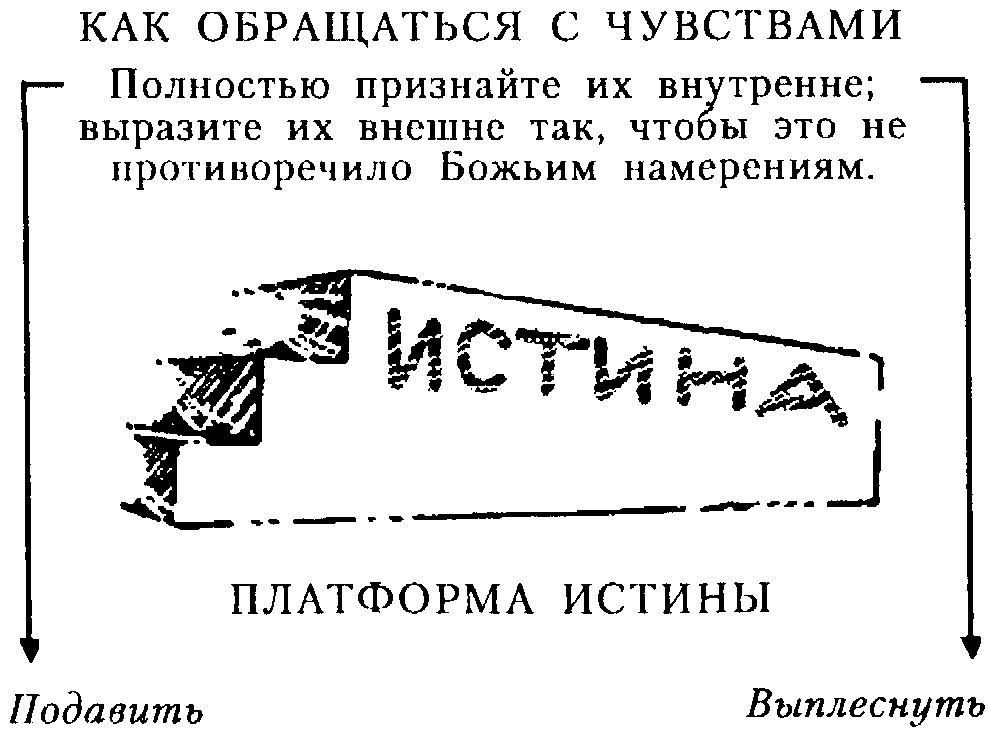 КАК ОБРАЩАТЬСЯ С ЧУВСТВАМИ
Полностью признайте их внутренне;
выразите их внешне так, чтобы это не
противоречило Божьим намерениям.
ИСТИНА
ПЛАТФОРМА ИСТИНЫ
Подавить
Выплеснуть